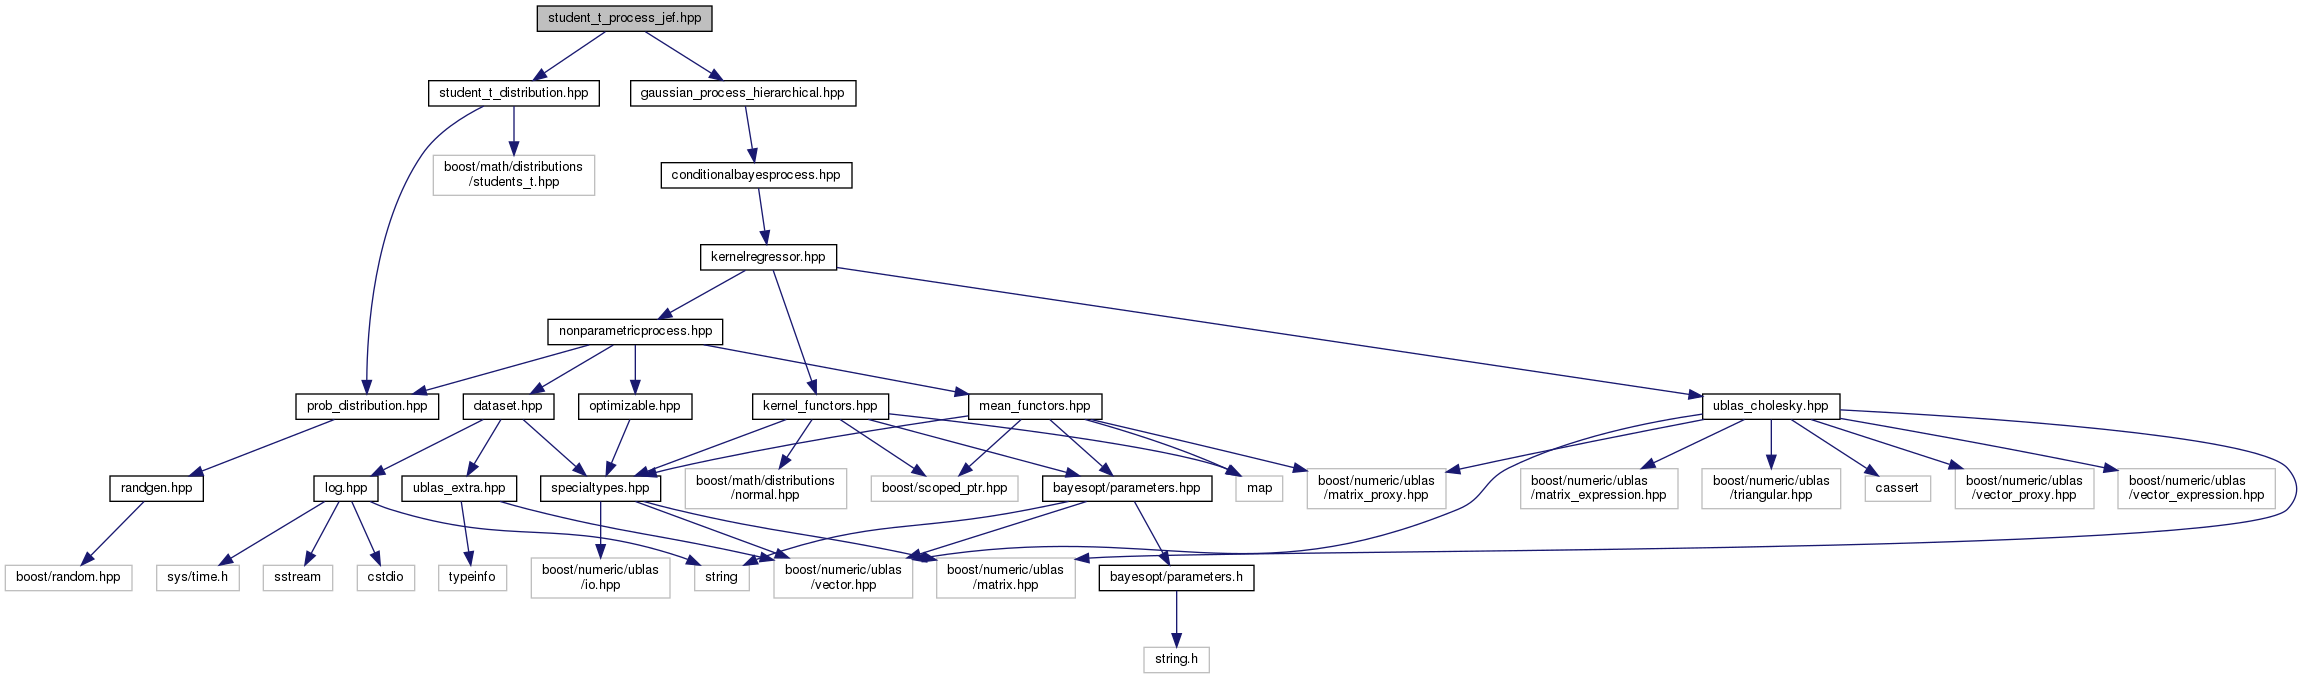 student_t_process_jef.hpp
student_t_distribution.hpp
gaussian_process_hierarchical.hpp
boost/math/distributions
/students_t.hpp
conditionalbayesprocess.hpp
kernelregressor.hpp
nonparametricprocess.hpp
prob_distribution.hpp
dataset.hpp
optimizable.hpp
kernel_functors.hpp
mean_functors.hpp
ublas_cholesky.hpp
randgen.hpp
log.hpp
ublas_extra.hpp
specialtypes.hpp
boost/math/distributions
/normal.hpp
boost/scoped_ptr.hpp
bayesopt/parameters.hpp
map
boost/numeric/ublas
/matrix_proxy.hpp
boost/numeric/ublas
/matrix_expression.hpp
boost/numeric/ublas
/triangular.hpp
cassert
boost/numeric/ublas
/vector_proxy.hpp
boost/numeric/ublas
/vector_expression.hpp
boost/random.hpp
sys/time.h
sstream
cstdio
typeinfo
boost/numeric/ublas
/io.hpp
string
boost/numeric/ublas
/vector.hpp
boost/numeric/ublas
/matrix.hpp
bayesopt/parameters.h
string.h